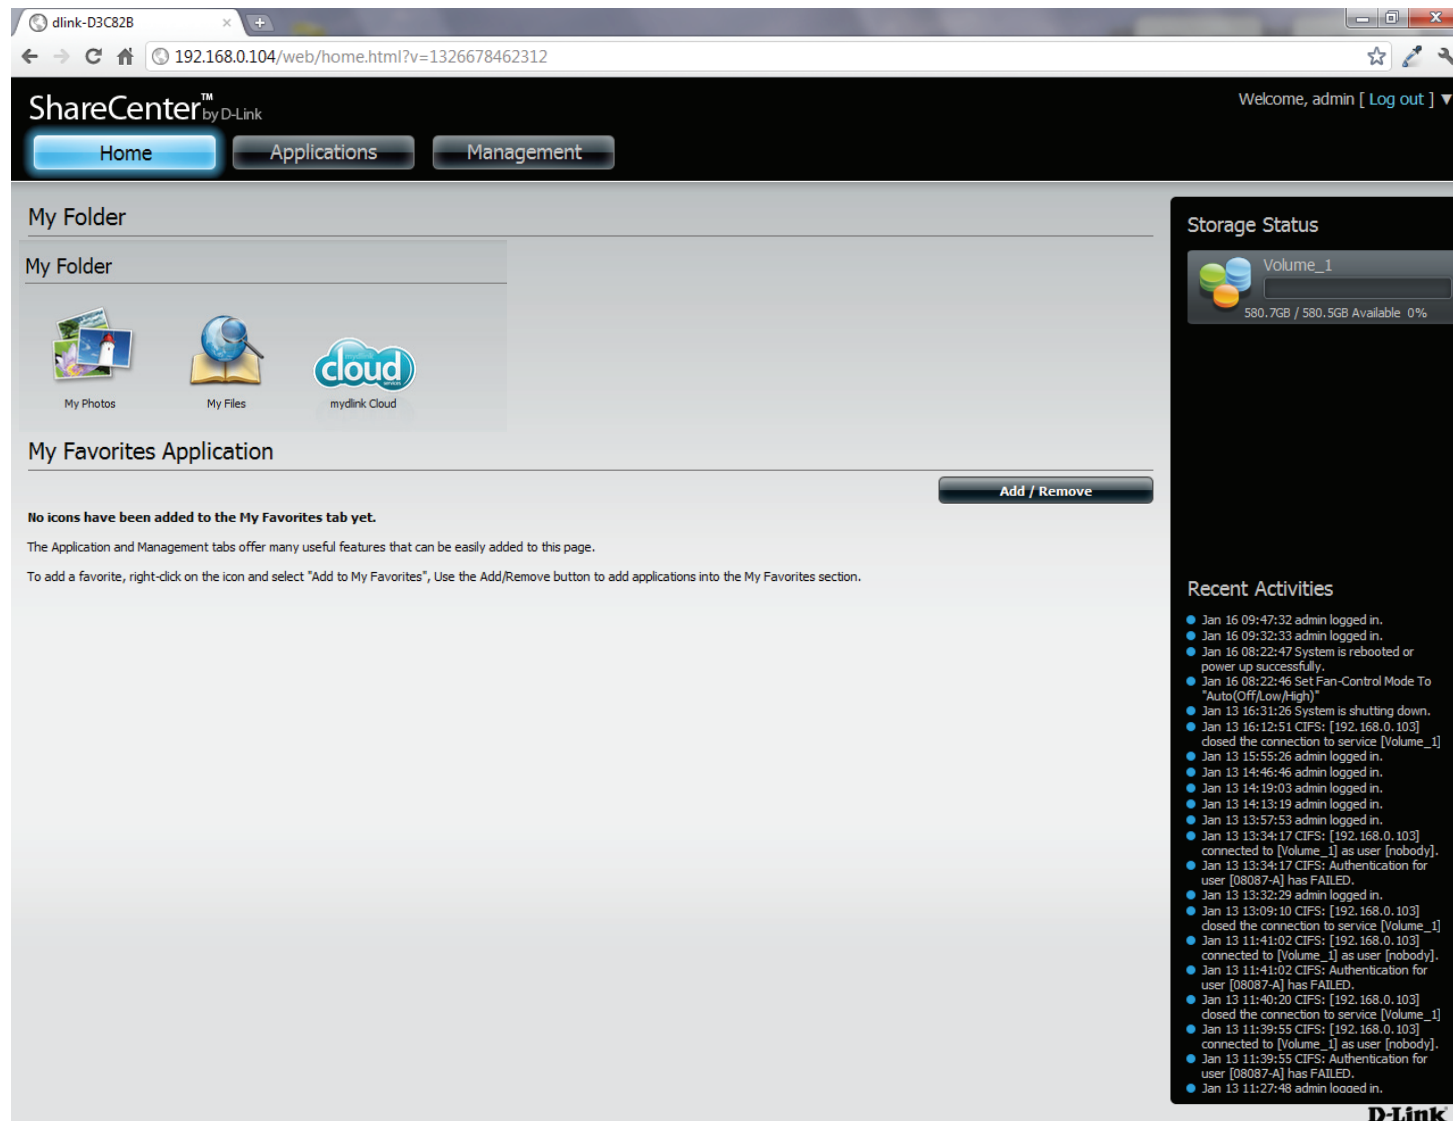 dlink-D3C82B
192.168.0.104/web/home.html?v=1326678462312
ShareCenter™ by D-Link
Welcome, admin [ Log out ] ▼
Home
Applications
Management
My Folder
My Folder
My Photos
My Files
mydlink
cloud
services
mydlink Cloud
My Favorites Application
Add / Remove
No icons have been added to the My Favorites tab yet.
The Application and Management tabs offer many useful features that can be easily added to this page.
To add a favorite, right-click on the icon and select "Add to My Favorites", Use the Add/Remove button to add applications into the My Favorites section.
Storage Status
Volume_1
580.7GB / 580.5GB Available 0%
Recent Activities
Jan 16 09:47:32 admin logged in.
Jan 16 09:32:33 admin logged in.
Jan 16 08:22:47 System is rebooted or
power up successfully.
Jan 16 08:22:46 Set Fan-Control Mode To
"Auto(Off/Low/High)"
Jan 13 16:31:26 System is shutting down.
Jan 13 16:12:51 CIFS: [192.168.0.103]
closed the connection to service [Volume_1]
Jan 13 15:55:26 admin logged in.
Jan 13 14:46:46 admin logged in.
Jan 13 14:19:03 admin logged in.
Jan 13 14:13:19 admin logged in.
Jan 13 13:57:53 admin logged in.
Jan 13 13:34:17 CIFS: [192.168.0.103]
connected to [Volume_1] as user [nobody].
Jan 13 13:34:17 CIFS: Authentication for
user [08087-A] has FAILED.
Jan 13 13:32:29 admin logged in.
Jan 13 13:09:10 CIFS: [192.168.0.103]
closed the connection to service [Volume_1]
Jan 13 11:41:02 CIFS: [192.168.0.103]
connected to [Volume_1] as user [nobody].
Jan 13 11:41:02 CIFS: Authentication for
user [08087-A] has FAILED.
Jan 13 11:40:20 CIFS: [192.168.0.103]
closed the connection to service [Volume_1]
Jan 13 11:39:55 CIFS: [192.168.0.103]
connected to [Volume_1] as user [nobody].
Jan 13 11:39:55 CIFS: Authentication for
user [08087-A] has FAILED.
Jan 13 11:27:48 admin logged in.
D-Link